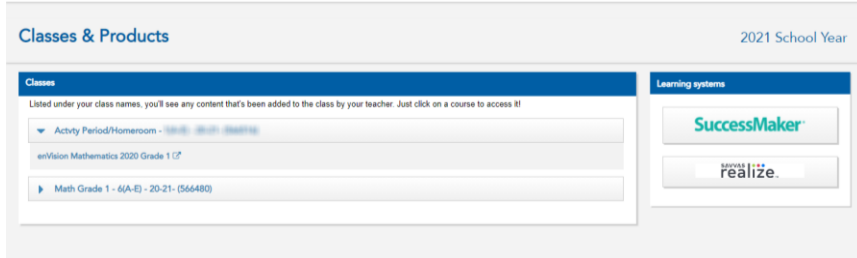 Classes & Products
2021 School Year
Classes
Listed under your class names, you'll see any content that's been added to the class by your teacher. Just click on a course to access it!
Actvty Period/Homeroom -
enVision Mathematics 2020 Grade 1
Math Grade 1 - 6(A-E) - 20-21- (566480)
Learning systems
SuccessMaker
savvas
realize.